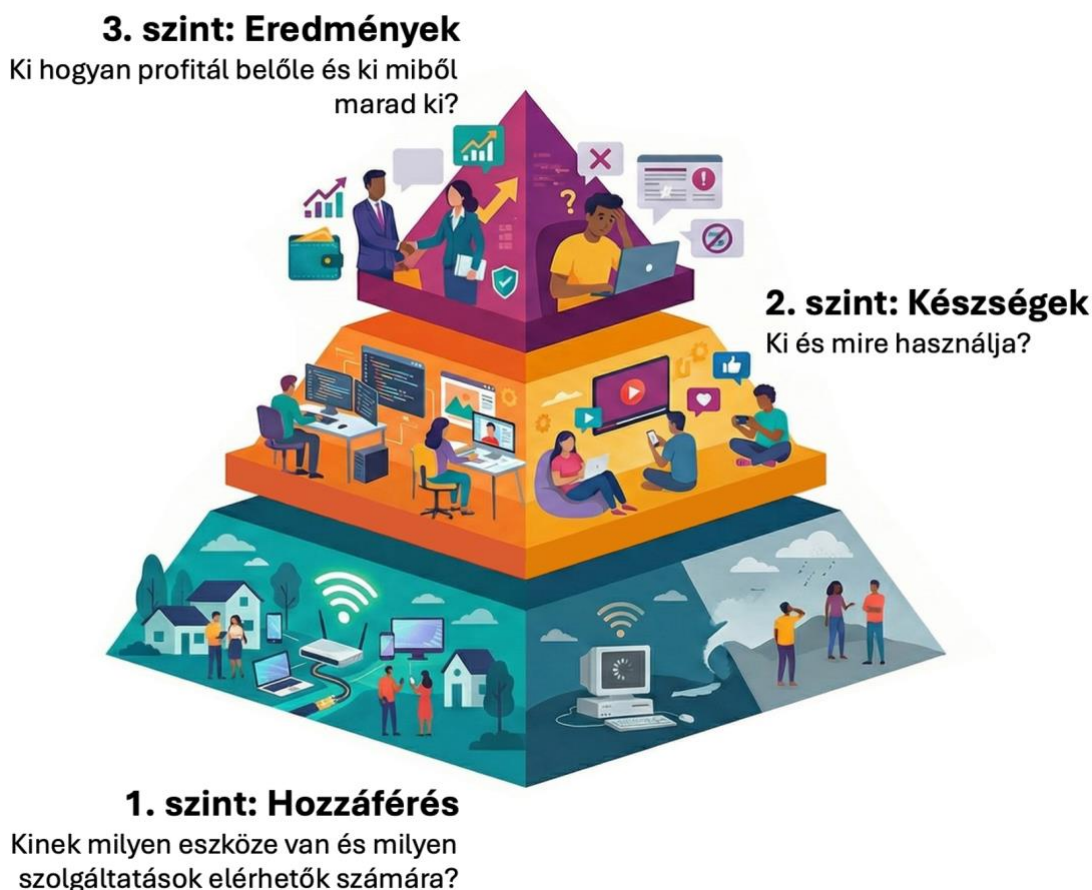 3. szint: Eredmények
Ki hogyan profitál belőle és ki miből
marad ki?
2. szint: Készségek
Ki és mire használja?
1. szint: Hozzáférés
Kinek milyen eszköze van és milyen
szolgáltatások elérhetők számára?